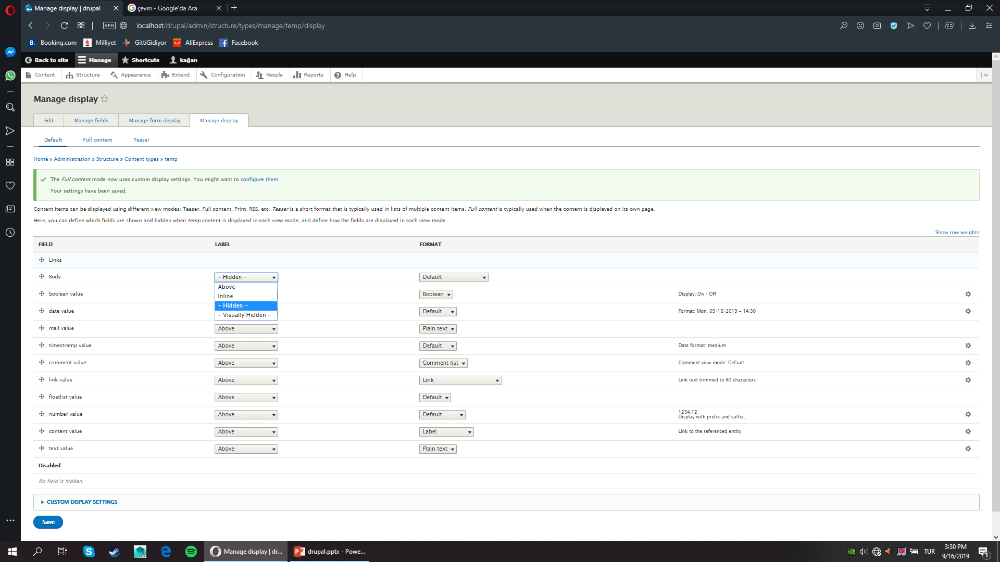 Manage display | drupal
çeviri - Google'da Ara
VPN
localhost/drupal/admin/structure/types/manage/temp/display
B. Booking.com
Milliyet
GittiGidiyor
AliExpress
Facebook
Back to site
Manage
Shortcuts
kağan
Content
Structure
Appearance
Extend
Configuration
People
Reports
Help
Manage display
Edit
Manage fields
Manage form display
Manage display
Default
Full content
Teaser
Home » Administration » Structure » Content types » temp
The Full content mode now uses custom display settings. You might want to configure them.
Your settings have been saved.
Content items can be displayed using different view modes: Teaser, Full content, Print, RSS, etc. Teaser is a short format that is typically used in lists of multiple content items. Full content is typically used when the content is displayed on its own page.
Here, you can define which fields are shown and hidden when temp content is displayed in each view mode, and define how the fields are displayed in each view mode.
Show row weights
FIELD LABEL FORMAT
Links
Body - Hidden - Default
Above
Inline
- Hidden -
- Visually Hidden -
boolean value Boolean Display: On / Off
date value Default Format: Mon, 09/16/2019 - 14:30
mail value Above Plain text
timestramp value Above Default Date format: medium
comment value Above Comment list Comment view mode: Default
link value Above Link Link text trimmed to 80 characters
floatlist value Above Default
number value Above Default 1234.12
Display with prefix and suffix.
content value Above Label Link to the referenced entity
text value Above Plain text
Disabled
No field is hidden.
CUSTOM DISPLAY SETTINGS
Save
Manage display | dr...
drupal.pptx - Powe...
TUR
3:30 PM
9/16/2019
1